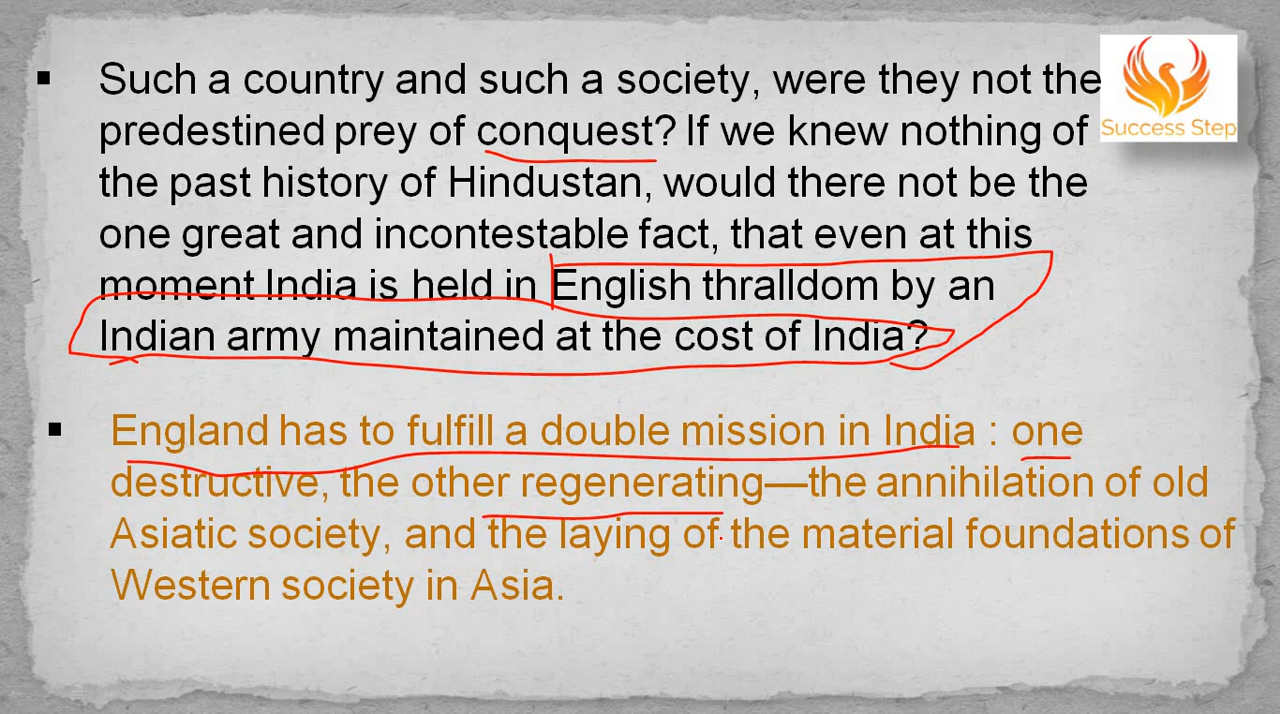 Such a country and such a society, were they not the
predestined prey of conquest? If we knew nothing of
the past history of Hindustan, would there not be the
one great and incontestable fact, that even at this
moment India is held in English thralldom by an
Indian army maintained at the cost of India?
Success Step
England has to fulfill a double mission in India : one
destructive, the other regenerating—the annihilation of old
Asiatic society, and the laying of the material foundations of
Western society in Asia.